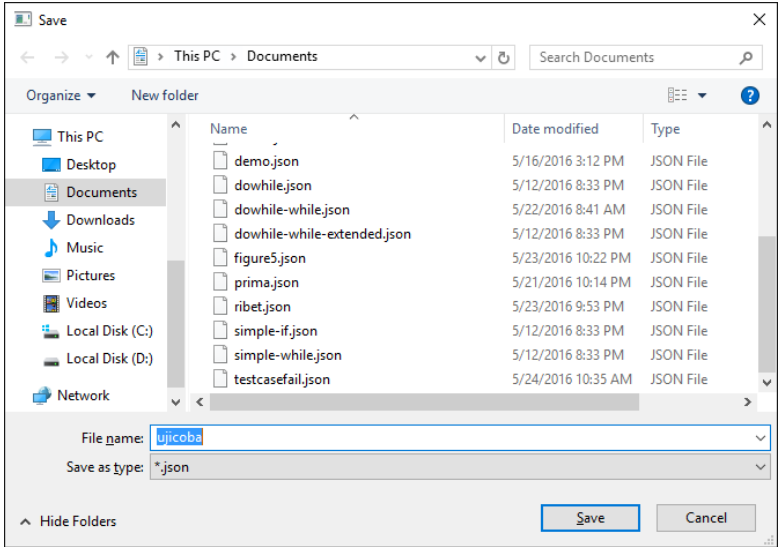 Save
This PC > Documents
Search Documents
Organize
New folder
This PC
Desktop
Documents
Downloads
Music
Pictures
Videos
Local Disk (C:)
Local Disk (D:)
Network
Name Date modified Type
demo.json 5/16/2016 3:12 PM JSON File
dowhile.json 5/12/2016 8:33 PM JSON File
dowhile-while.json 5/22/2016 8:41 AM JSON File
dowhile-while-extended.json 5/12/2016 8:33 PM JSON File
figure5.json 5/23/2016 10:22 PM JSON File
prima.json 5/21/2016 10:14 PM JSON File
ribet.json 5/23/2016 9:53 PM JSON File
simple-if.json 5/12/2016 8:33 PM JSON File
simple-while.json 5/12/2016 8:33 PM JSON File
testcasefail.json 5/24/2016 10:35 AM JSON File
File name: ujicoba
Save as type: *.json
Hide Folders
Save
Cancel